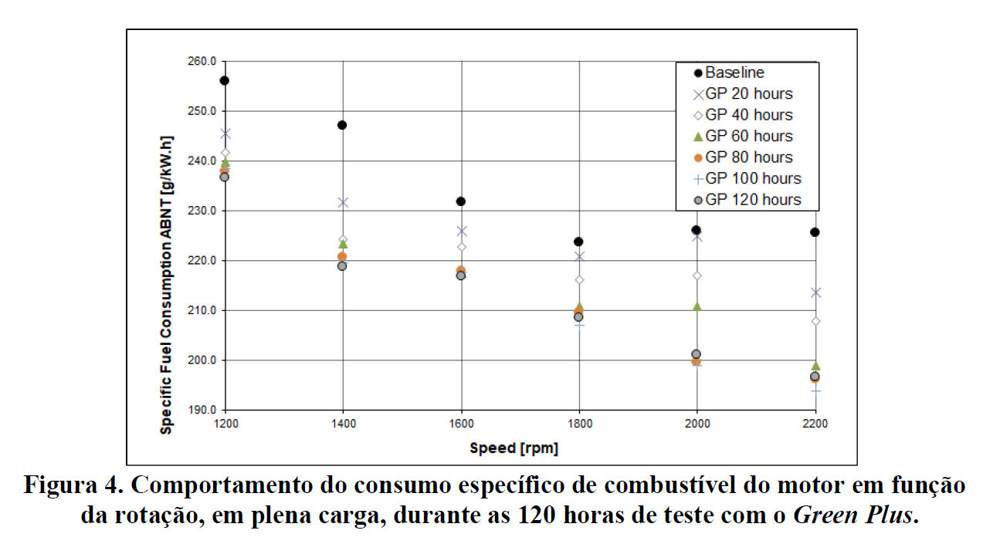 260.0
250.0
240.0
230.0
220.0
210.0
200.0
190.0
Specific Fuel Consumption ABNT [g/kW.h]
Baseline
GP 20 hours
GP 40 hours
GP 60 hours
GP 80 hours
GP 100 hours
GP 120 hours
1200 1400 1600 1800 2000 2200
Speed [rpm]
Figura 4. Comportamento do consumo específico de combustível do motor em função
da rotação, em plena carga, durante as 120 horas de teste com o Green Plus.